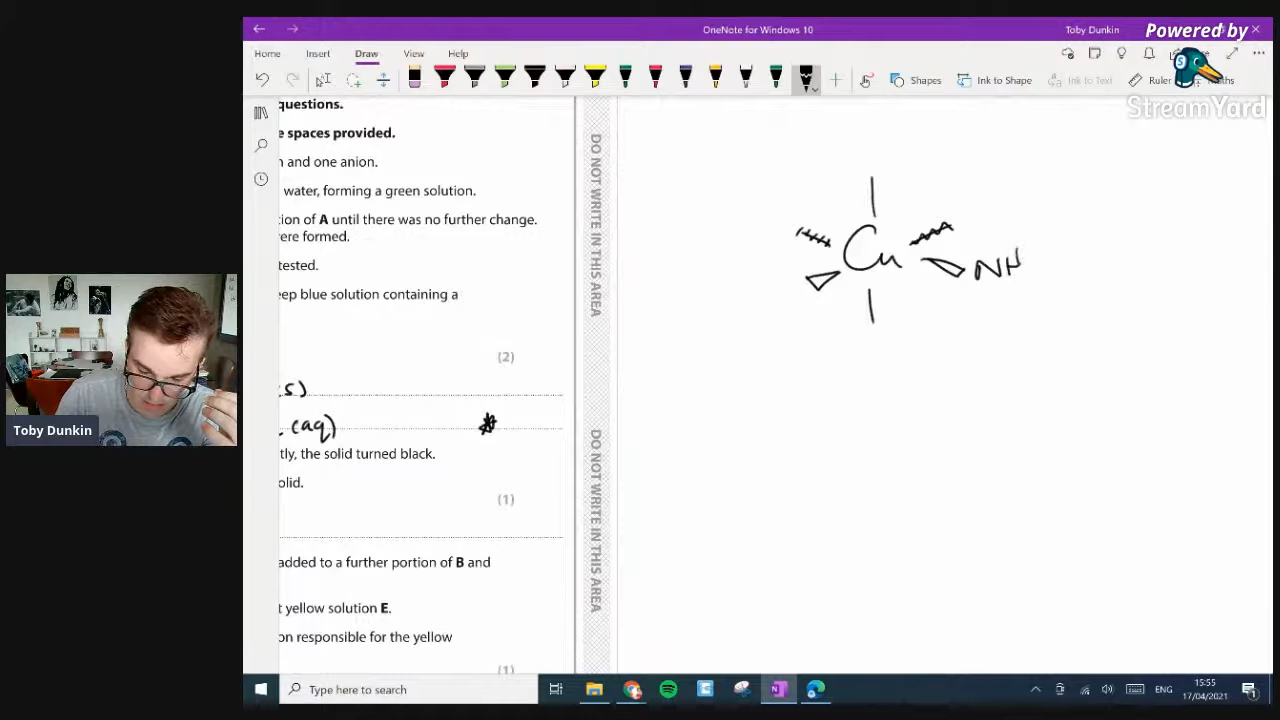 OneNote for Windows 10
Toby Dunkin
Powered by
StreamYard
Home Insert Draw View Help
Shapes Ink to Shape Ink to Text Ruler Maths
questions.
e spaces provided.
n and one anion.
water, forming a green solution.
tion of A until there was no further change.
vere formed.
tested.
eep blue solution containing a
(2)
(s)
(aq)
tly, the solid turned black.
olid.
(1)
added to a further portion of B and
t yellow solution E.
on responsible for the yellow
(1)
DO NOT WRITE IN THIS AREA
DO NOT WRITE IN THIS AREA
Cu
NH
Toby Dunkin
Type here to search
ENG
15:55
17/04/2021